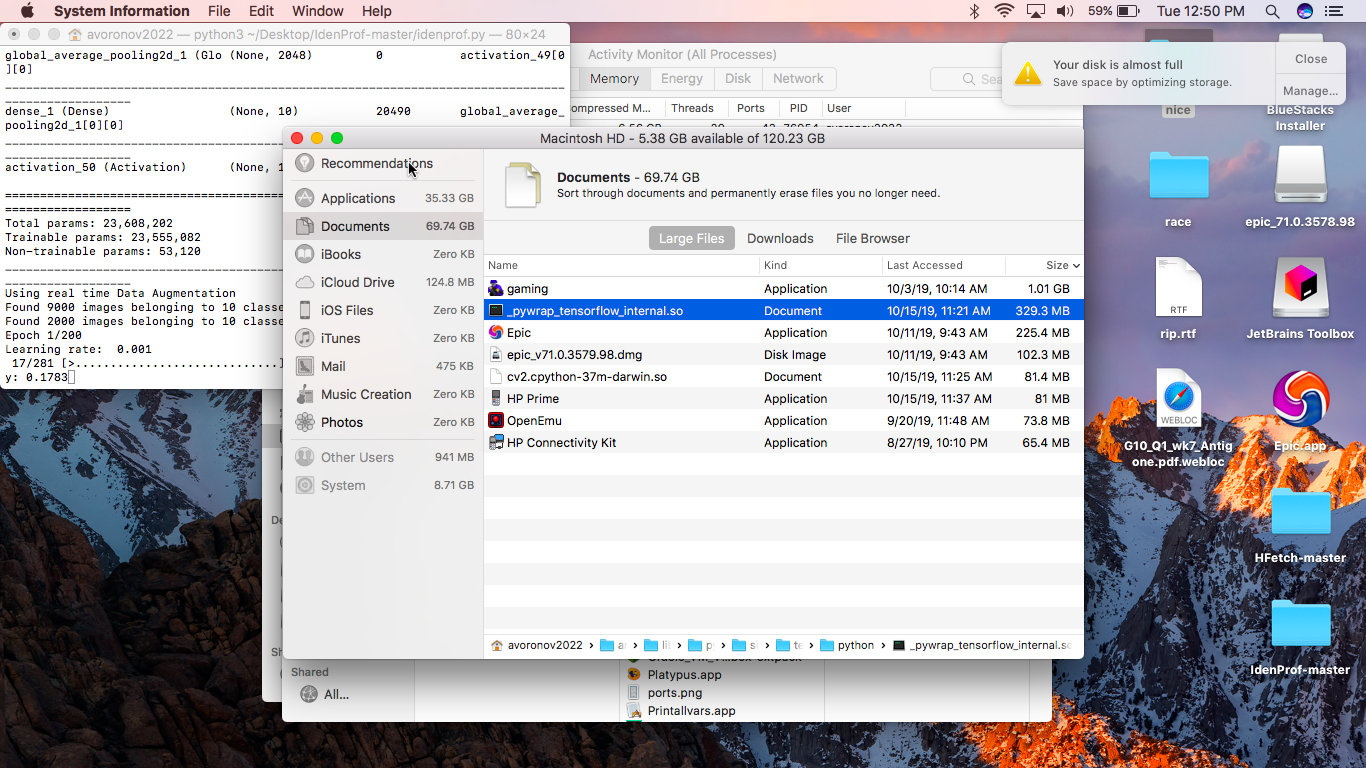 System Information File Edit Window Help 59% Tue 12:50 PM
avoronov2022 — python3 ~/Desktop/IdenProf-master/idenprof.py — 80×24
global_average_pooling2d_1 (Glo (None, 2048) 0 activation_49[0
][0]
dense_1 (Dense) (None, 10) 20490 global_average_
pooling2d_1[0][0]
activation_50 (Activation) (None, 1
Total params: 23,608,202
Trainable params: 23,555,082
Non-trainable params: 53,120
Using real time Data Augmentation
Found 9000 images belonging to 10 classe
Found 2000 images belonging to 10 classe
Epoch 1/200
Learning rate: 0.001
17/281 [>.............................]
y: 0.1783
Activity Monitor (All Processes)
Memory Energy Disk Network
ompressed M... Threads Ports PID User
Your disk is almost full
Save space by optimizing storage.
Close
Manage...
Macintosh HD - 5.38 GB available of 120.23 GB
Recommendations
Applications 35.33 GB
Documents 69.74 GB
iBooks Zero KB
iCloud Drive 124.8 MB
iOS Files Zero KB
iTunes Zero KB
Mail 475 KB
Music Creation Zero KB
Photos Zero KB
Other Users 941 MB
System 8.71 GB
Documents - 69.74 GB
Sort through documents and permanently erase files you no longer need.
Large Files Downloads File Browser
Name Kind Last Accessed Size
gaming Application 10/3/19, 10:14 AM 1.01 GB
_pywrap_tensorflow_internal.so Document 10/15/19, 11:21 AM 329.3 MB
Epic Application 10/11/19, 9:43 AM 225.4 MB
epic_v71.0.3579.98.dmg Disk Image 10/11/19, 9:43 AM 102.3 MB
cv2.cpython-37m-darwin.so Document 10/15/19, 11:25 AM 81.4 MB
HP Prime Application 10/15/19, 11:37 AM 81 MB
OpenEmu Application 9/20/19, 11:48 AM 73.8 MB
HP Connectivity Kit Application 8/27/19, 10:10 PM 65.4 MB
avoronov2022 python _pywrap_tensorflow_internal.so
Shared
All...
Platypus.app
ports.png
Printallvars.app
nice
BlueStacks
Installer
race
epic_71.0.3578.98
RTF
rip.rtf
JetBrains Toolbox
WEBLOC
G10_Q1_wk7_Antig
one.pdf.webloc
Epic.app
HFetch-master
IdenProf-master